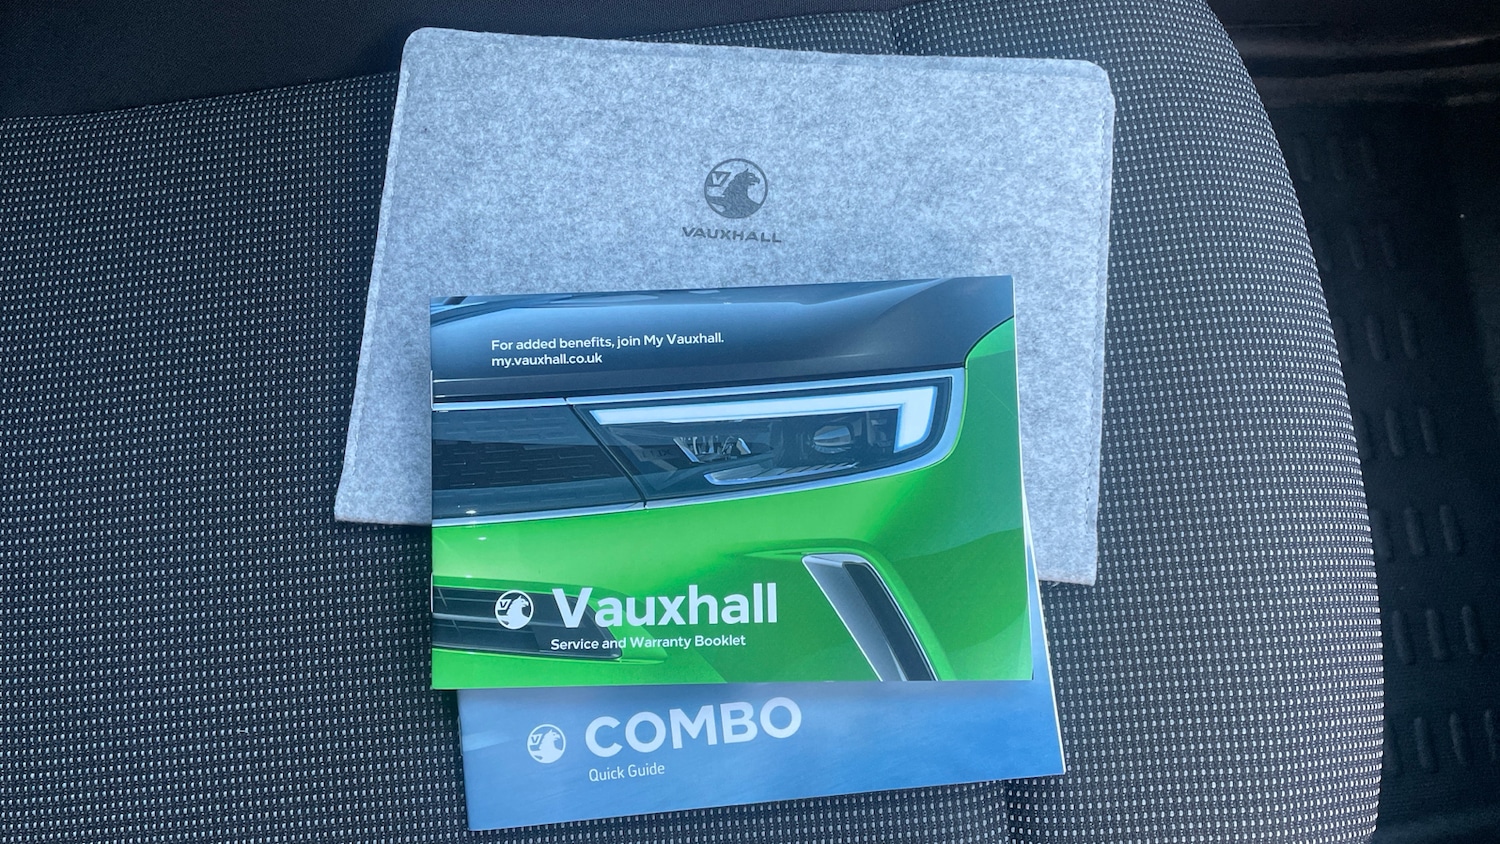 VAUXHALL
For added benefits, join My Vauxhall.
my.vauxhall.co.uk
Vauxhall
Service and Warranty Booklet
COMBO
Quick Guide